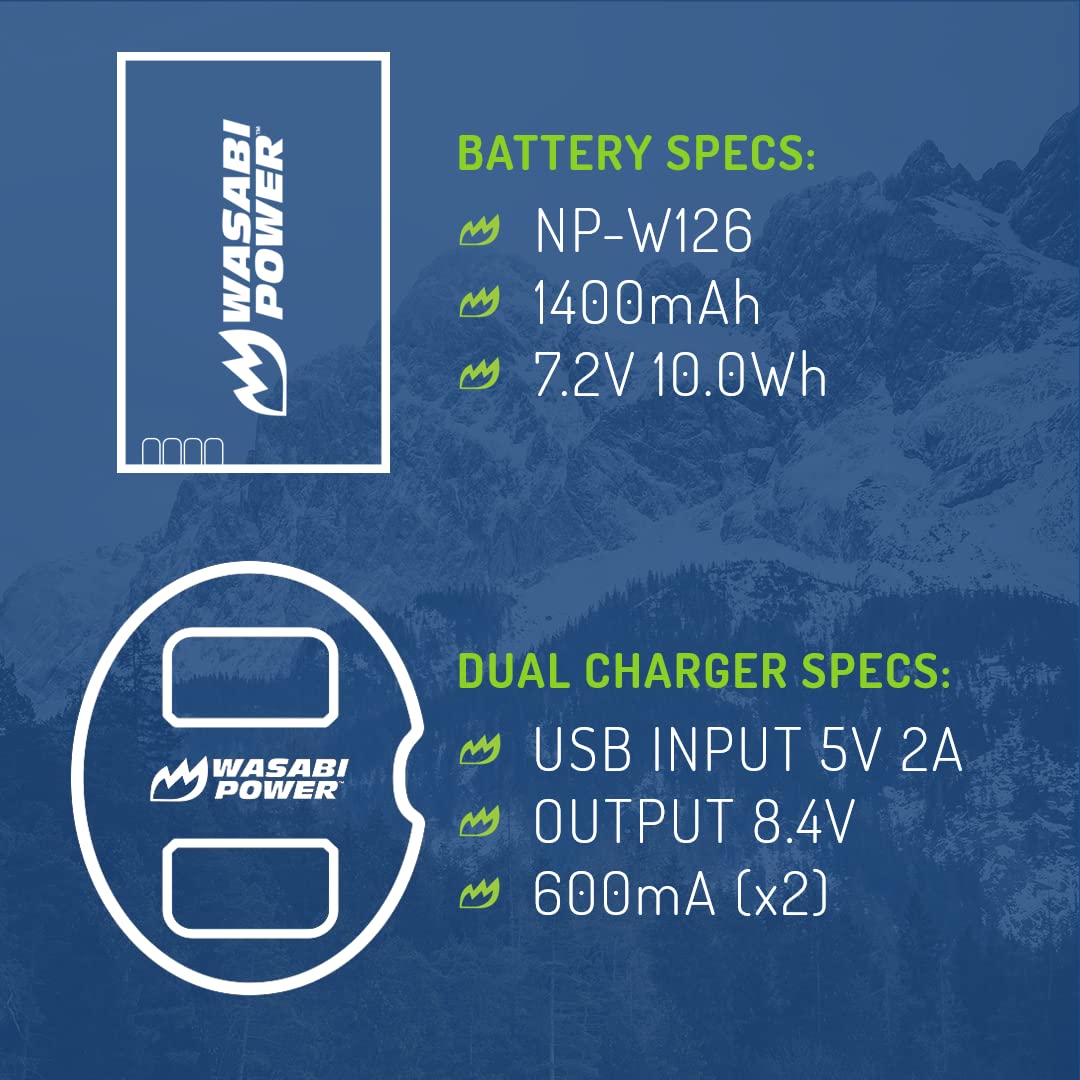 WASABI
POWER™
BATTERY SPECS:
NP-W126
1400mAh
7.2V 10.0Wh
DUAL CHARGER SPECS:
USB INPUT 5V 2A
OUTPUT 8.4V
600mA (x2)
WASABI
POWER™